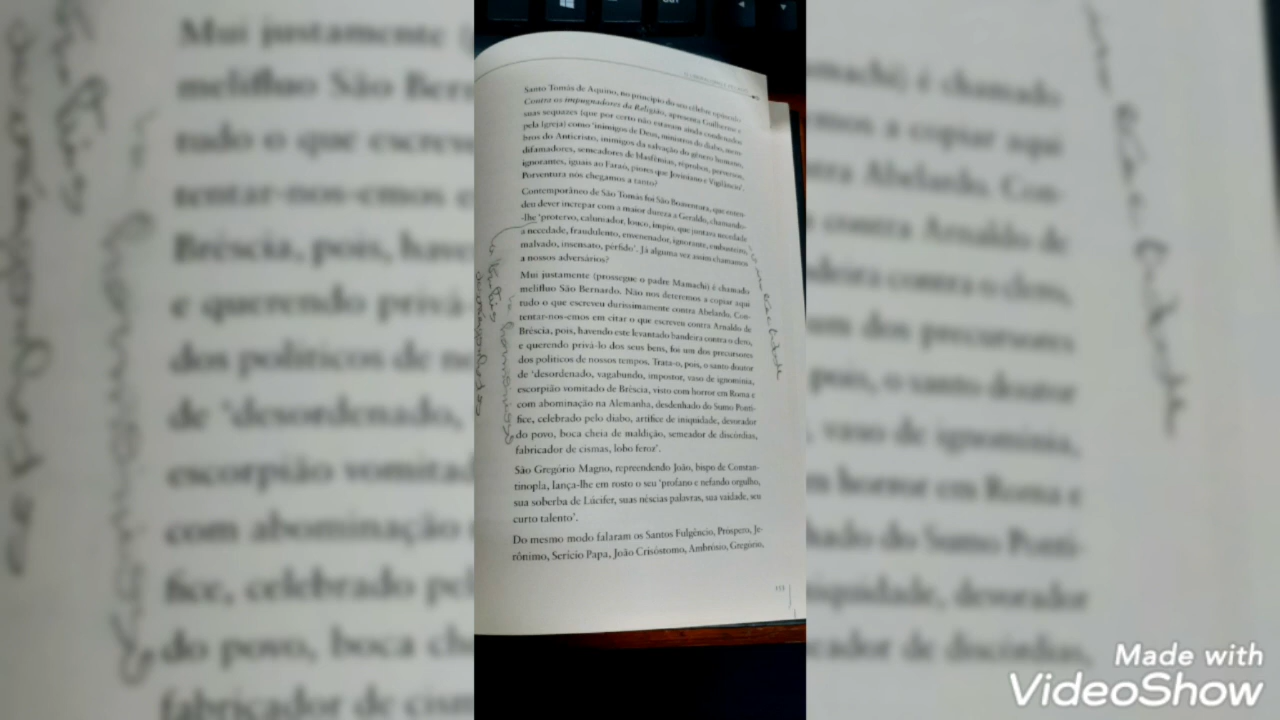 Santo Tomás de Aquino, no princípio do seu célebre opúsculo
Contra os impugnadores da Religião, apresenta Guilherme e
suas sequazes (que por certo não estavam ainda condenados
pela Igreja) como 'inimigos de Deus, ministros do diabo, mem-
bros do Anticristo, inimigos da salvação do gênero humano,
difamadores, semeadores de blasfêmias, réprobos, perversos,
ignorantes, iguais ao Faraó, piores que Joviniano e Vigilâncio'.
Porventura nós chegamos a tanto?
Contemporâneo de São Tomás foi São Boaventura, que enten-
deu dever increpar com a maior dureza a Geraldo, chamando-
-lhe 'protervo, caluniador, louco, ímpio, que juntava necedade
a necedade, fraudulento, envenenador, ignorante, embusteiro,
malvado, insensato, pérfido'. Já alguma vez assim chamamos
a nossos adversários?
Mui justamente (prossegue o padre Mamachi) é chamado
melífluo São Bernardo. Não nos deteremos a copiar aqui
tudo o que escreveu duríssimamente contra Abelardo. Con-
tentar-nos-emos em citar o que escreveu contra Arnaldo de
Bréscia, pois, havendo este levantado bandeira contra o clero,
e querendo privá-lo dos seus bens, foi um dos precursores
dos políticos de nossos tempos. Trata-o, pois, o santo doutor
de 'desordenado, vagabundo, impostor, vaso de ignomínia,
escorpião vomitado de Bréscia, visto com horror em Roma e
com abominação na Alemanha, desdenhado do Sumo Pontí-
fice, celebrado pelo diabo, artífice de iniquidade, devorador
do povo, boca cheia de maldição, semeador de discórdias,
fabricador de cismas, lobo feroz'.
São Gregório Magno, repreendendo João, bispo de Constan-
tinopla, lança-lhe em rosto o seu 'profano e nefando orgulho,
sua soberba de Lúcifer, suas néscias palavras, sua vaidade, seu
curto talento'.
Do mesmo modo falaram os Santos Fulgêncio, Próspero, Je-
rônimo, Serício Papa, João Crisóstomo, Ambrósio, Gregório,
Made with
VideoShow